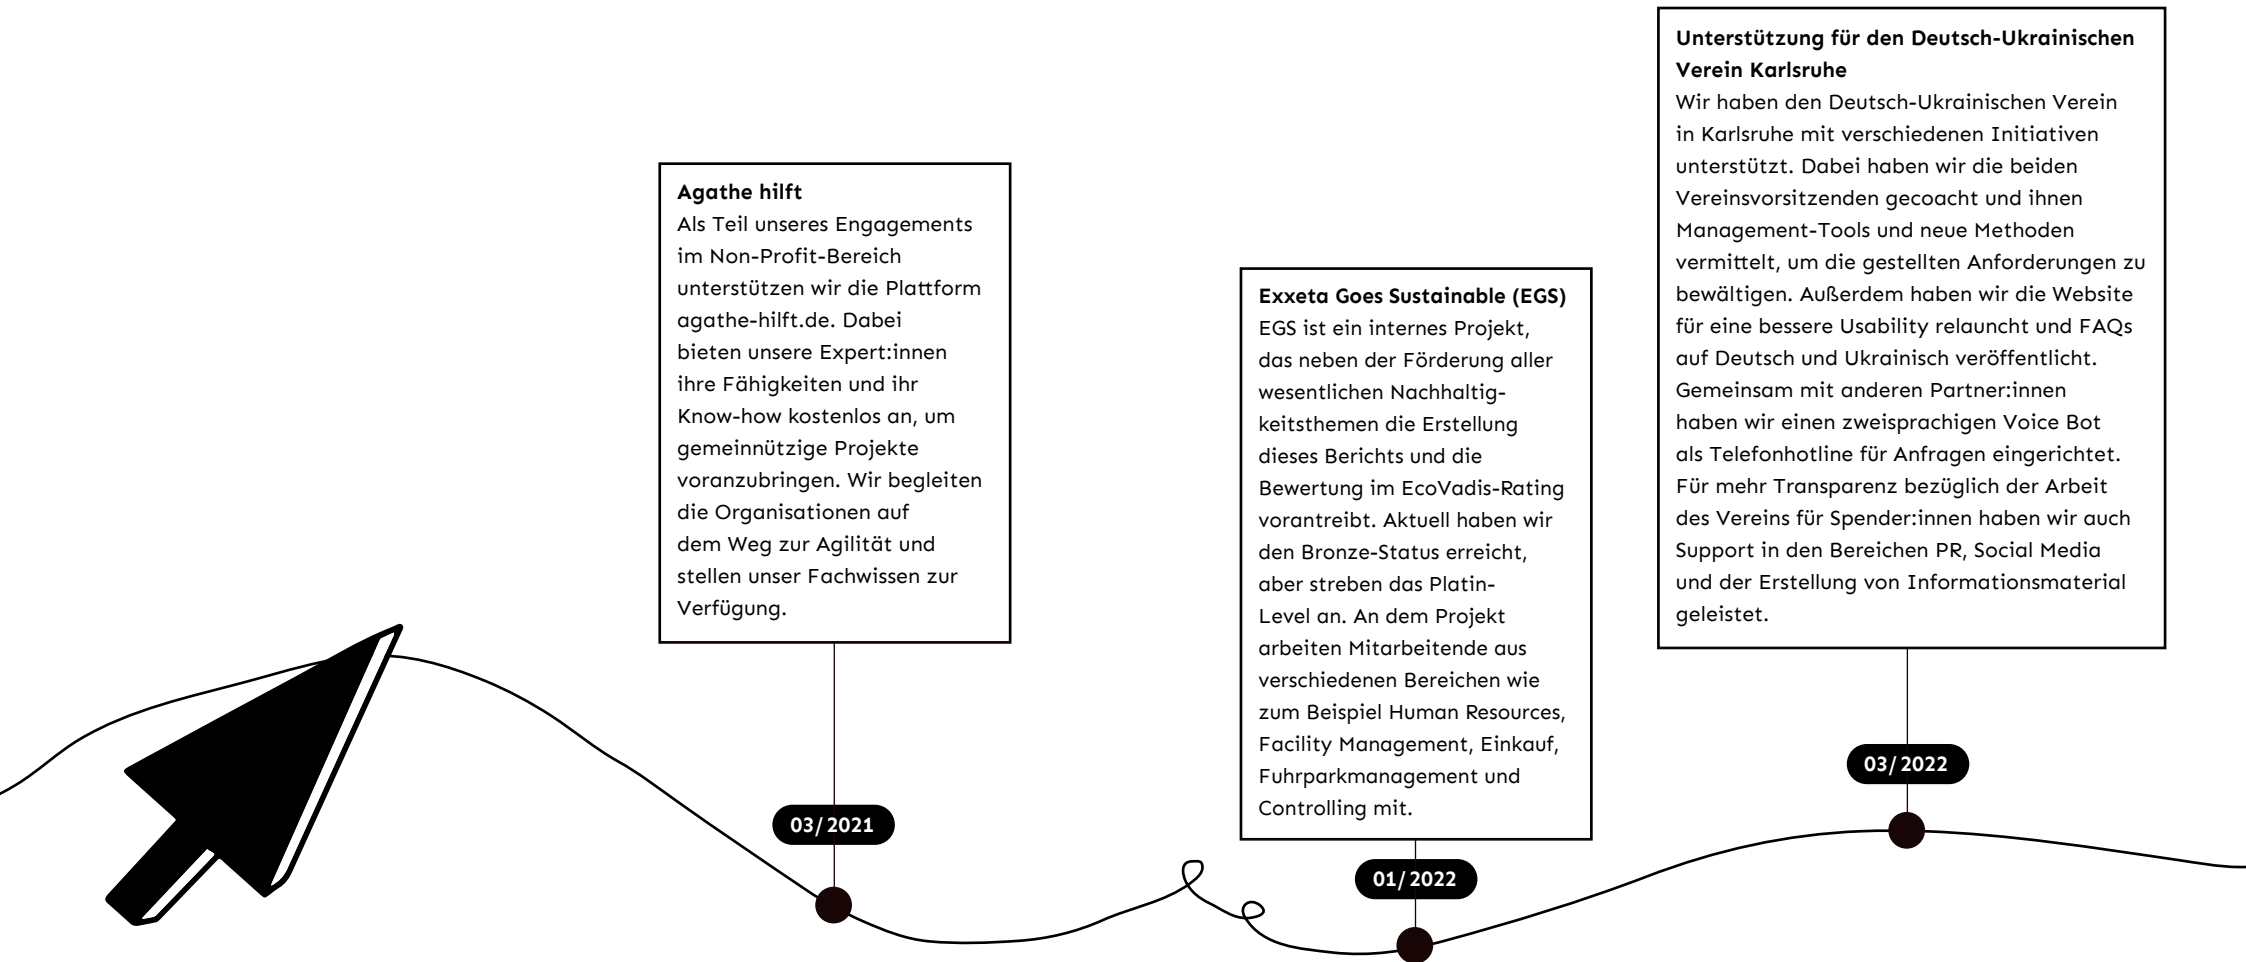 Agathe hilft
Als Teil unseres Engagements
im Non-Profit-Bereich
unterstützen wir die Plattform
agathe-hilft.de. Dabei
bieten unsere Expert:innen
ihre Fähigkeiten und ihr
Know-how kostenlos an, um
gemeinnützige Projekte
voranzubringen. Wir begleiten
die Organisationen auf
dem Weg zur Agilität und
stellen unser Fachwissen zur
Verfügung.
03/2021
Exxeta Goes Sustainable (EGS)
EGS ist ein internes Projekt,
das neben der Förderung aller
wesentlichen Nachhaltig-
keitsthemen die Erstellung
dieses Berichts und die
Bewertung im EcoVadis-Rating
vorantreibt. Aktuell haben wir
den Bronze-Status erreicht,
aber streben das Platin-
Level an. An dem Projekt
arbeiten Mitarbeitende aus
verschiedenen Bereichen wie
zum Beispiel Human Resources,
Facility Management, Einkauf,
Fuhrparkmanagement und
Controlling mit.
01/2022
Unterstützung für den Deutsch-Ukrainischen
Verein Karlsruhe
Wir haben den Deutsch-Ukrainischen Verein
in Karlsruhe mit verschiedenen Initiativen
unterstützt. Dabei haben wir die beiden
Vereinsvorsitzenden gecoacht und ihnen
Management-Tools und neue Methoden
vermittelt, um die gestellten Anforderungen zu
bewältigen. Außerdem haben wir die Website
für eine bessere Usability relauncht und FAQs
auf Deutsch und Ukrainisch veröffentlicht.
Gemeinsam mit anderen Partner:innen
haben wir einen zweisprachigen Voice Bot
als Telefonhotline für Anfragen eingerichtet.
Für mehr Transparenz bezüglich der Arbeit
des Vereins für Spender:innen haben wir auch
Support in den Bereichen PR, Social Media
und der Erstellung von Informationsmaterial
geleistet.
03/2022